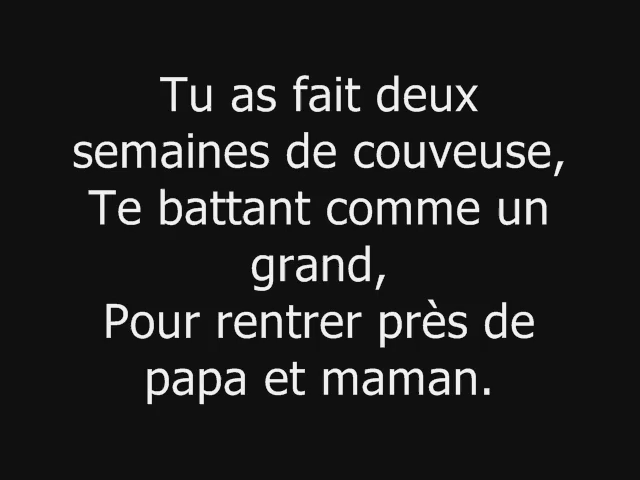 Tu as fait deux
semaines de couveuse,
Te battant comme un
grand,
Pour rentrer près de
papa et maman.